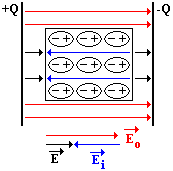 +Q -Q
- + - + - +
- + - + - +
- + - + - +
E₀
E Eᵢ